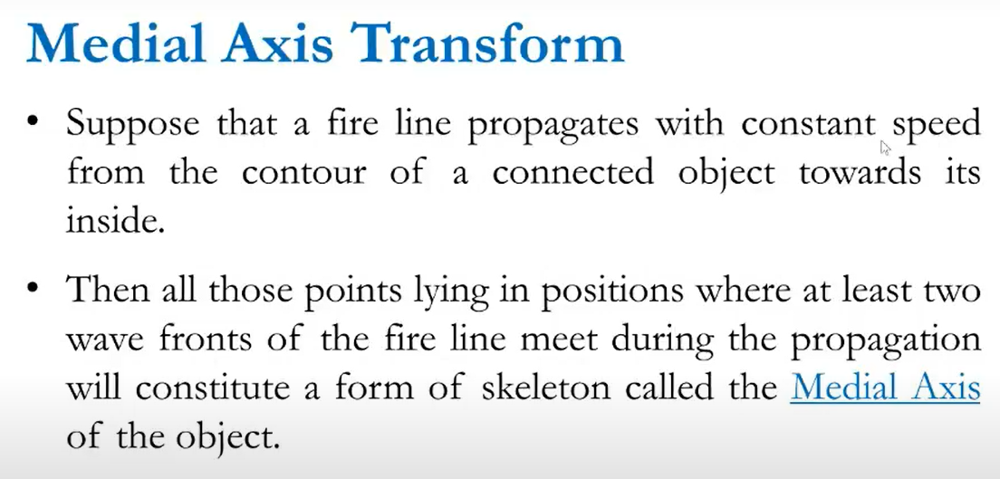 Medial Axis Transform
• Suppose that a fire line propagates with constant speed
from the contour of a connected object towards its
inside.
• Then all those points lying in positions where at least two
wave fronts of the fire line meet during the propagation
will constitute a form of skeleton called the Medial Axis
of the object.